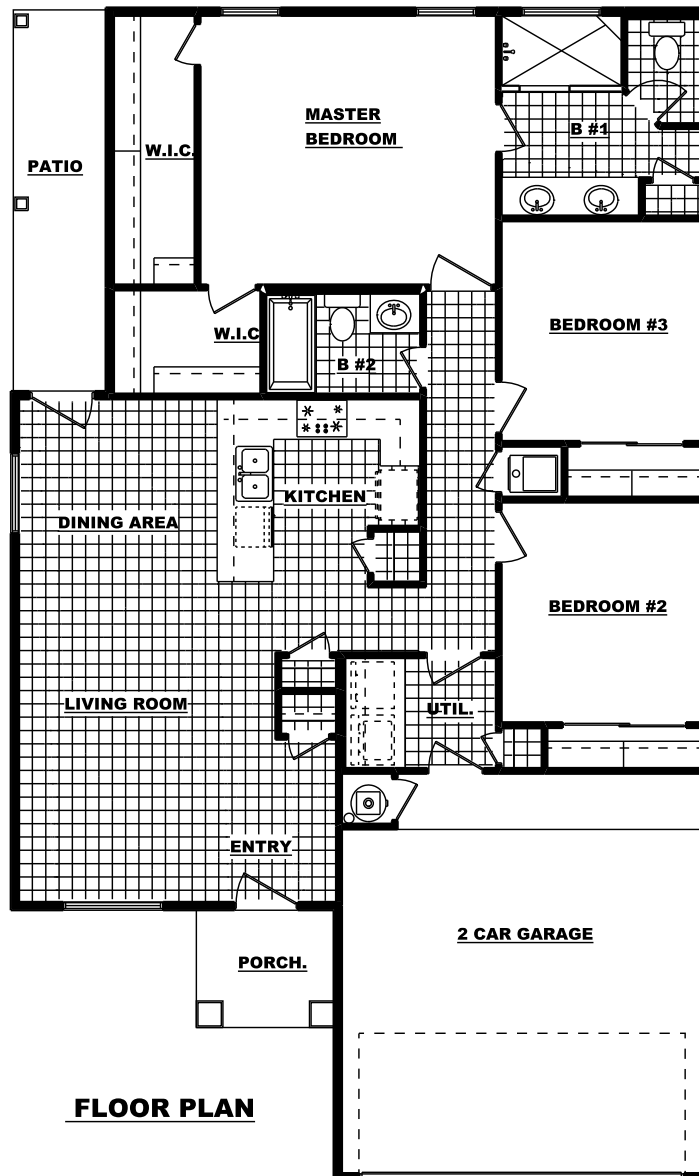 MASTER
BEDROOM
B #1
W.I.C.
PATIO
BEDROOM #3
W.I.C
B #2
KITCHEN
DINING AREA
BEDROOM #2
LIVING ROOM
UTIL.
ENTRY
2 CAR GARAGE
PORCH.
FLOOR PLAN